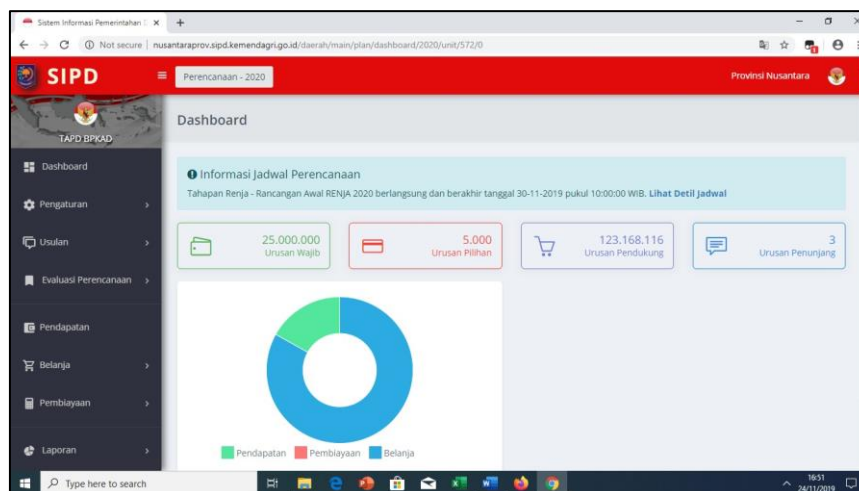 Sistem Informasi Pemerintahan
Not secure | nusantaraprov.sipd.kemendagri.go.id/daerah/main/plan/dashboard/2020/unit/572/0
SIPD
Perencanaan - 2020
Provinsi Nusantara
TAPD BPKAD
Dashboard
Dashboard
Pengaturan
Usulan
Evaluasi Perencanaan
Pendapatan
Belanja
Pembiayaan
Laporan
Informasi Jadwal Perencanaan
Tahapan Renja - Rancangan Awal RENJA 2020 berlangsung dan berakhir tanggal 30-11-2019 pukul 10:00:00 WIB. Lihat Detil Jadwal
25.000.000
Urusan Wajib
5.000
Urusan Pilihan
123.168.116
Urusan Pendukung
3
Urusan Penunjang
Pendapatan Pembiayaan Belanja
Type here to search
16:51
24/11/2019